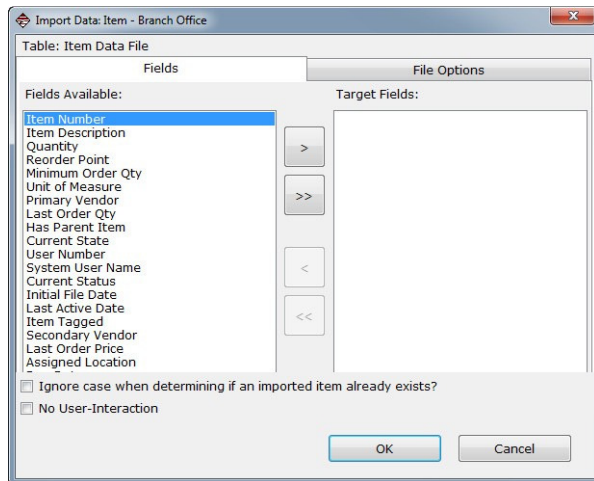 Import Data: Item - Branch Office
x
Table: Item Data File
Fields
File Options
Fields Available:
Target Fields:
Item Number
Item Description
Quantity
Reorder Point
Minimum Order Qty
Unit of Measure
Primary Vendor
Last Order Qty
Has Parent Item
Current State
User Number
System User Name
Current Status
Initial File Date
Last Active Date
Item Tagged
Secondary Vendor
Last Order Price
Assigned Location
>
>>
<
<<
Ignore case when determining if an imported item already exists?
No User-Interaction
OK
Cancel